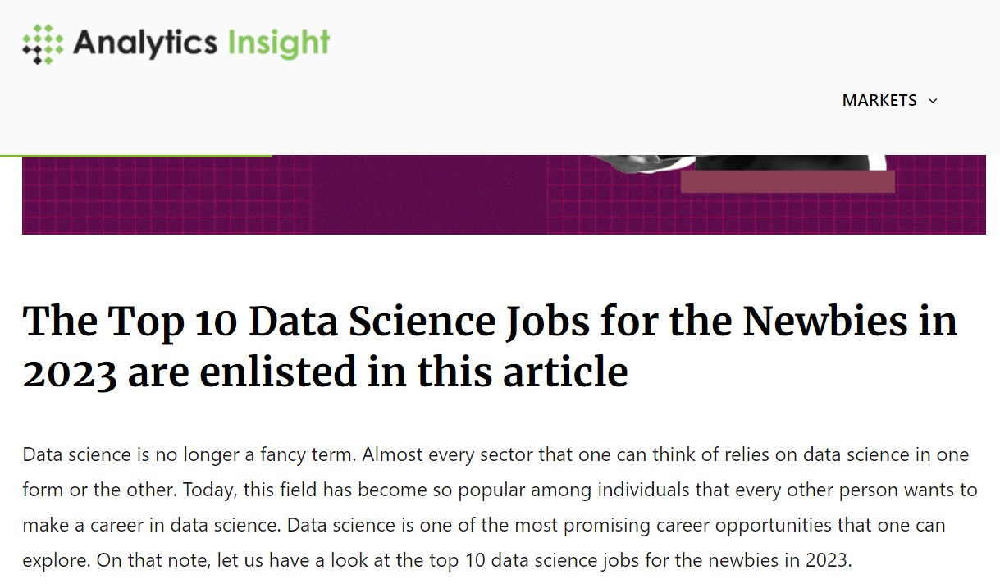 Analytics Insight
MARKETS
The Top 10 Data Science Jobs for the Newbies in
2023 are enlisted in this article
Data science is no longer a fancy term. Almost every sector that one can think of relies on data science in one
form or the other. Today, this field has become so popular among individuals that every other person wants to
make a career in data science. Data science is one of the most promising career opportunities that one can
explore. On that note, let us have a look at the top 10 data science jobs for the newbies in 2023.